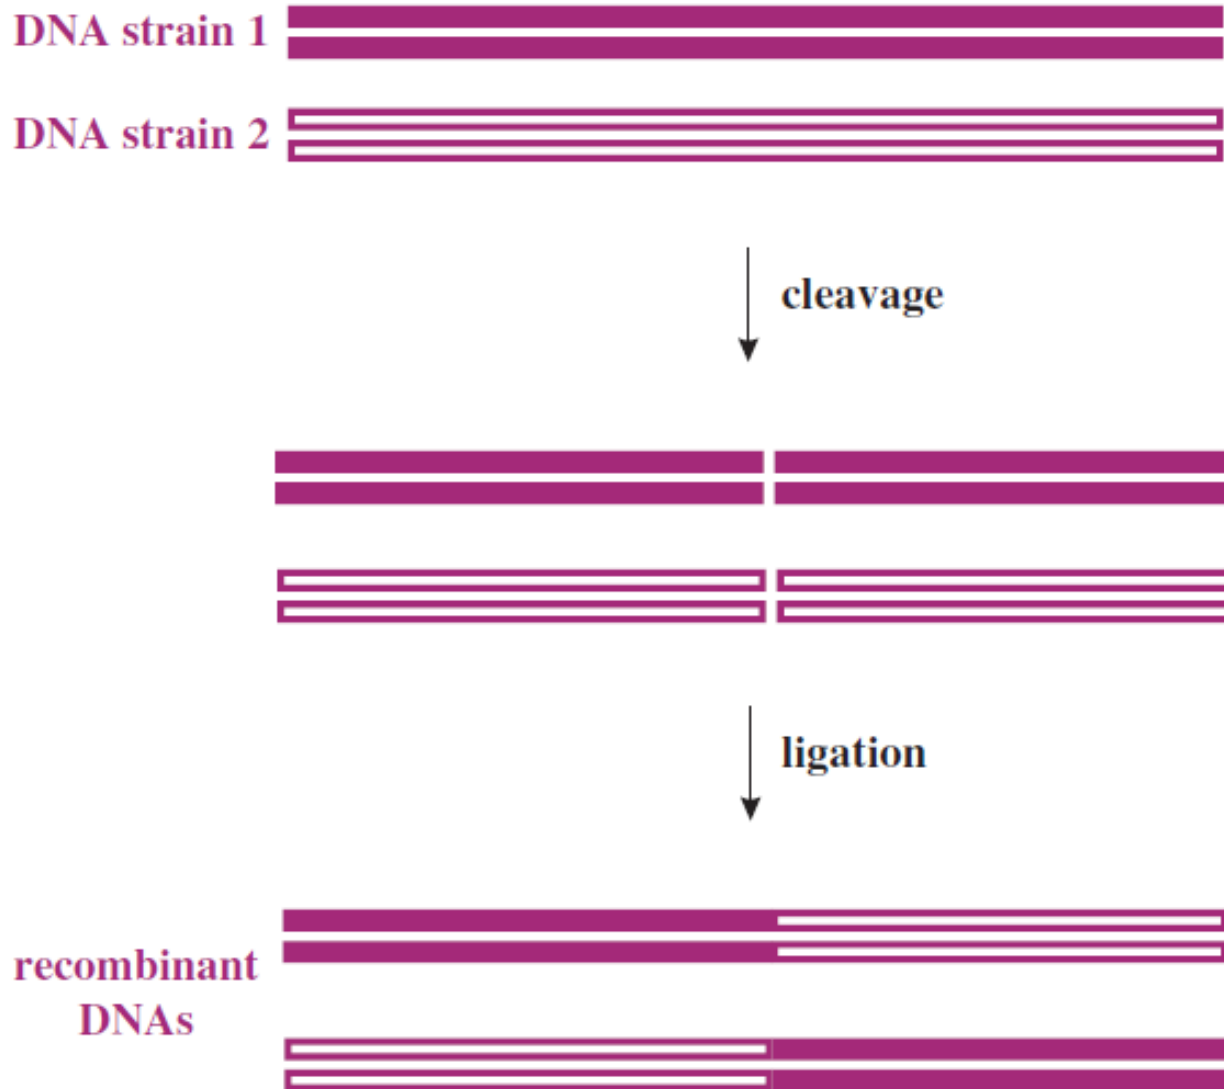 DNA strain 1
DNA strain 2
cleavage
ligation
recombinant
DNAs